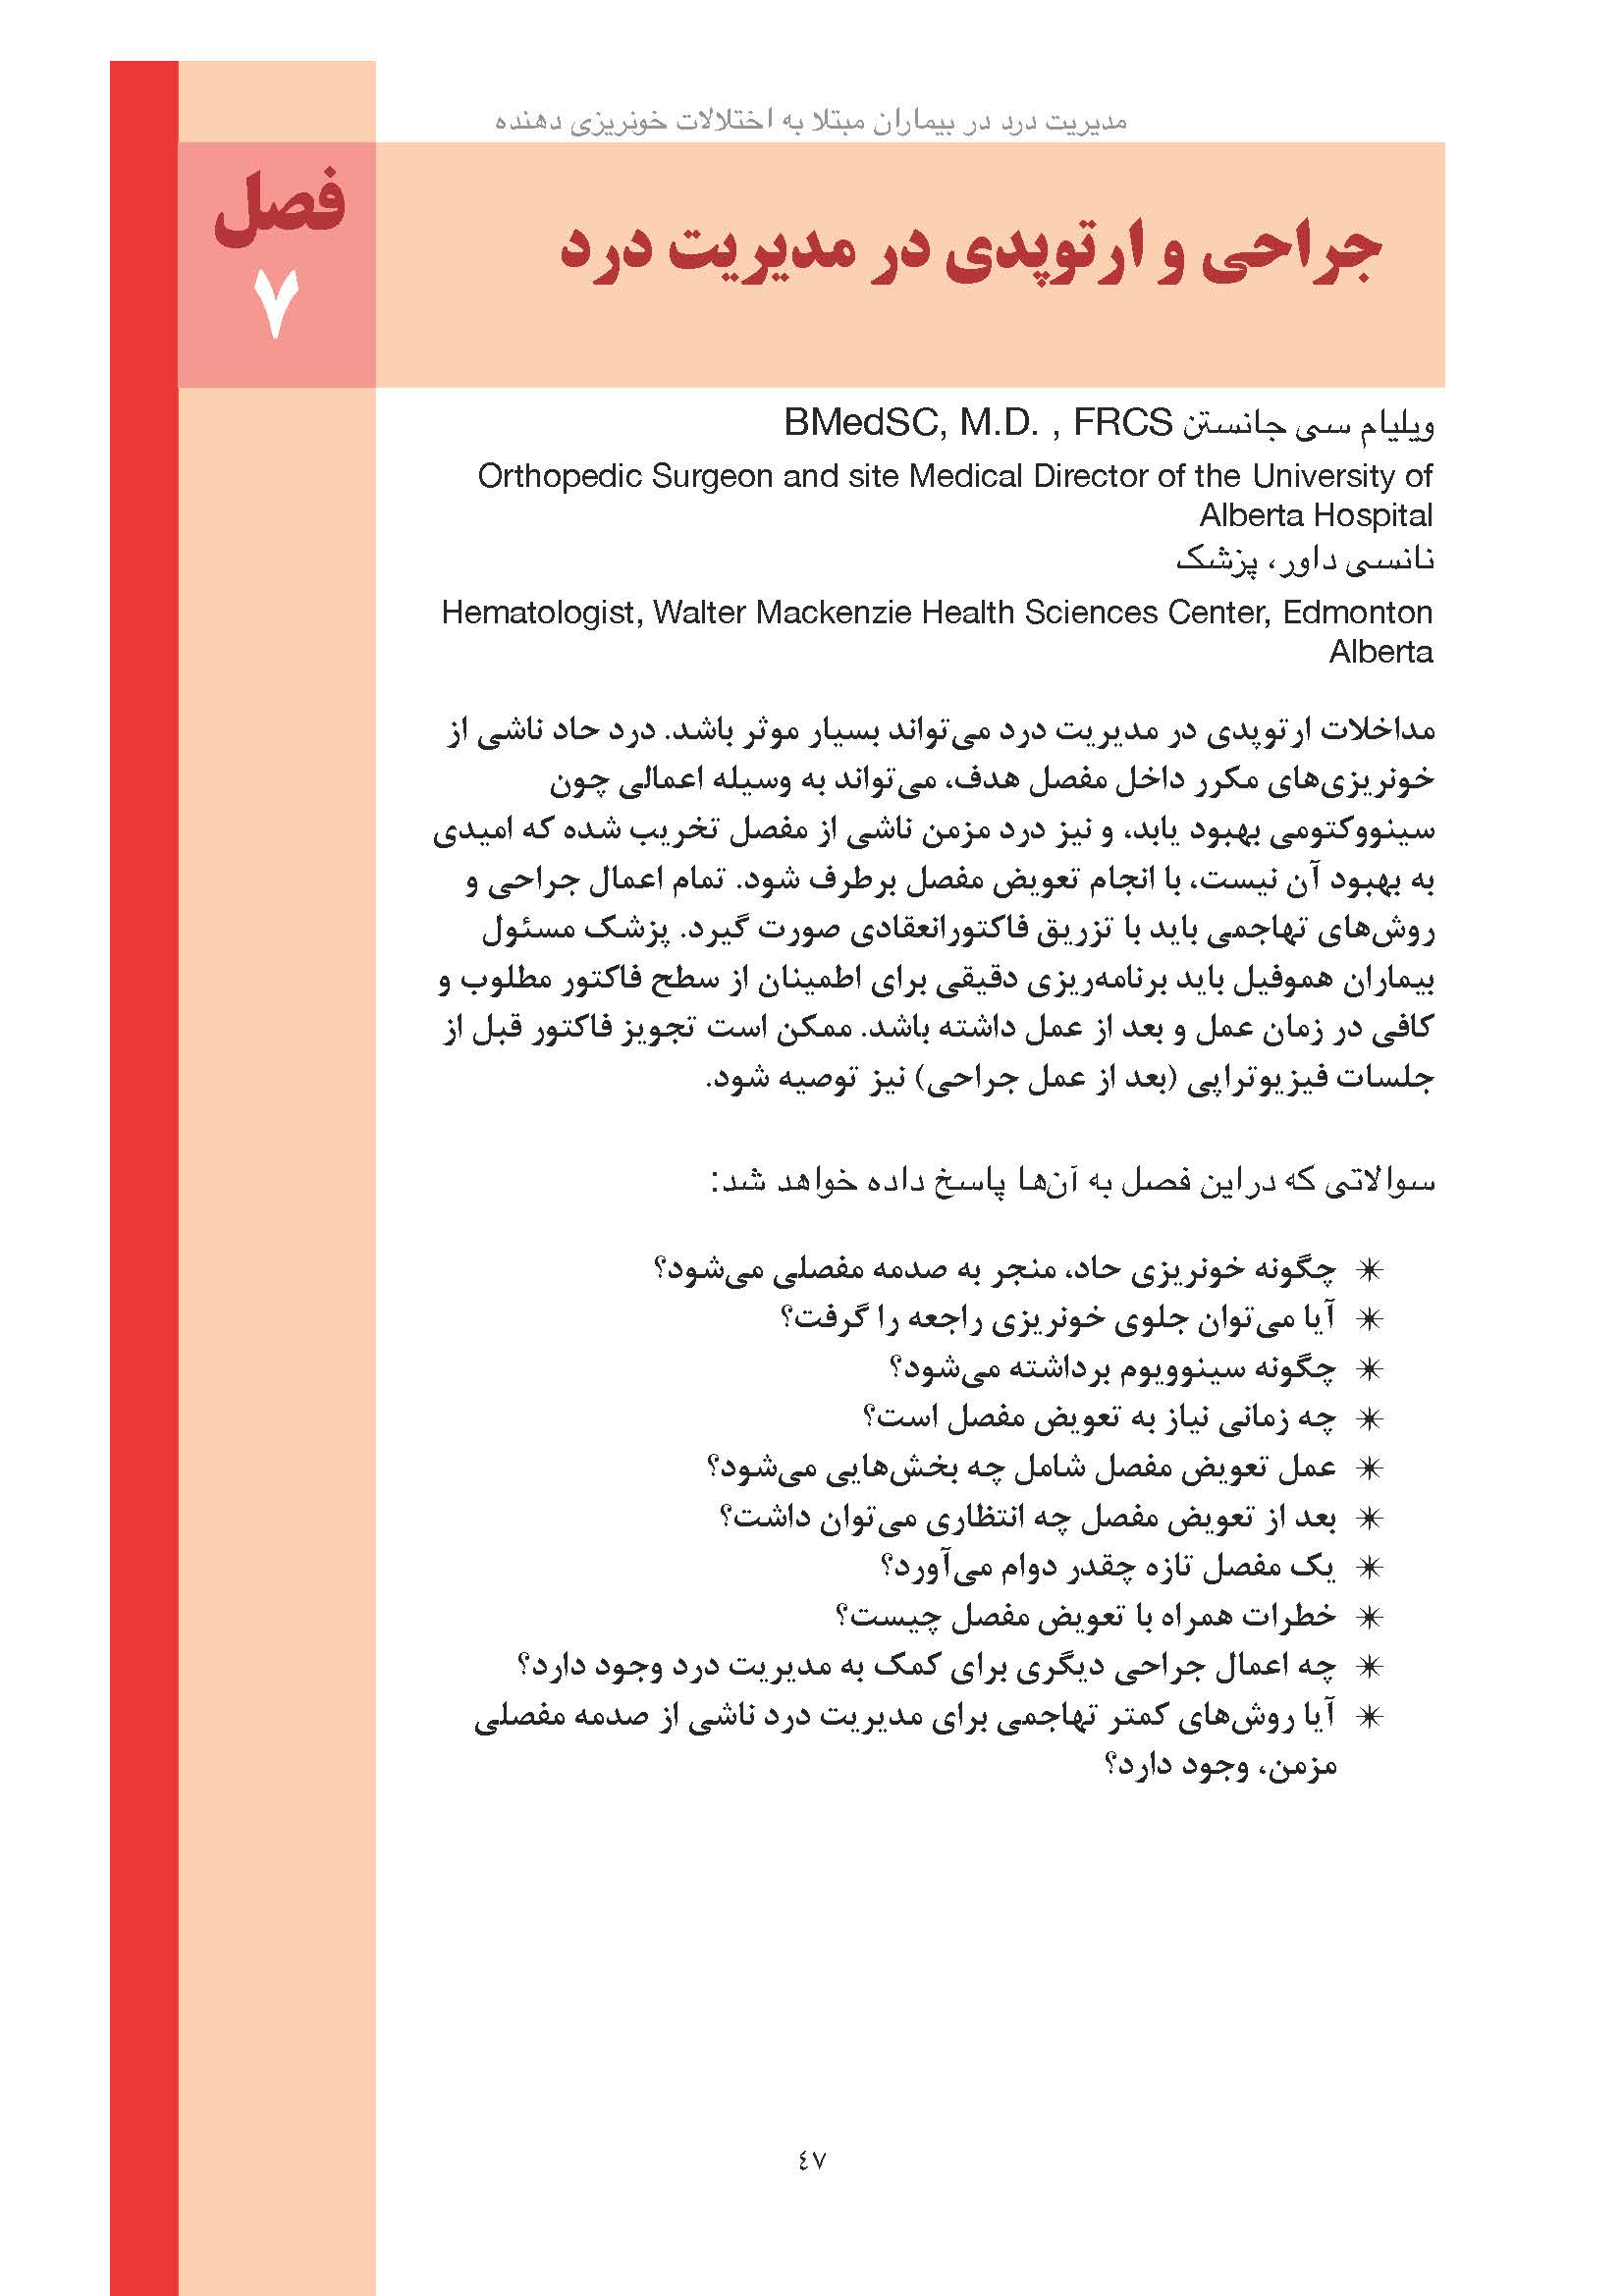 مدیریت درد در بیماران مبتلا به اختلالات خونریزی دهنده
فصل
۷
جراحی و ارتوپدی در مدیریت درد
ویلیام سی جانستن BMedSC, M.D. , FRCS
Orthopedic Surgeon and site Medical Director of the University of
Alberta Hospital
نانسی داور، پزشک
Hematologist, Walter Mackenzie Health Sciences Center, Edmonton
Alberta
مداخلات ارتوپدی در مدیریت درد می‌تواند بسیار موثر باشد. درد حاد ناشی از
خونریزی‌های مکرر داخل مفصل هدف، می‌تواند به وسیله اعمالی چون
سینووکتومی بهبود یابد، و نیز درد مزمن ناشی از مفصل تخریب شده که امیدی
به بهبود آن نیست، با انجام تعویض مفصل برطرف شود. تمام اعمال جراحی و
روش‌های تهاجمی باید با تزریق فاکتورانعقادی صورت گیرد. پزشک مسئول
بیماران هموفیل باید برنامه‌ریزی دقیقی برای اطمینان از سطح فاکتور مطلوب و
کافی در زمان عمل و بعد از عمل داشته باشد. ممکن است تجویز فاکتور قبل از
جلسات فیزیوتراپی (بعد از عمل جراحی) نیز توصیه شود.
سوالاتی که دراین فصل به آن‌ها پاسخ داده خواهد شد:
✴ چگونه خونریزی حاد، منجر به صدمه مفصلی می‌شود؟
✴ آیا می‌توان جلوی خونریزی راجعه را گرفت؟
✴ چگونه سینوویوم برداشته می‌شود؟
✴ چه زمانی نیاز به تعویض مفصل است؟
✴ عمل تعویض مفصل شامل چه بخش‌هایی می‌شود؟
✴ بعد از تعویض مفصل چه انتظاری می‌توان داشت؟
✴ یک مفصل تازه چقدر دوام می‌آورد؟
✴ خطرات همراه با تعویض مفصل چیست؟
✴ چه اعمال جراحی دیگری برای کمک به مدیریت درد وجود دارد؟
✴ آیا روش‌های کمتر تهاجمی برای مدیریت درد ناشی از صدمه مفصلی
مزمن، وجود دارد؟
٤٧